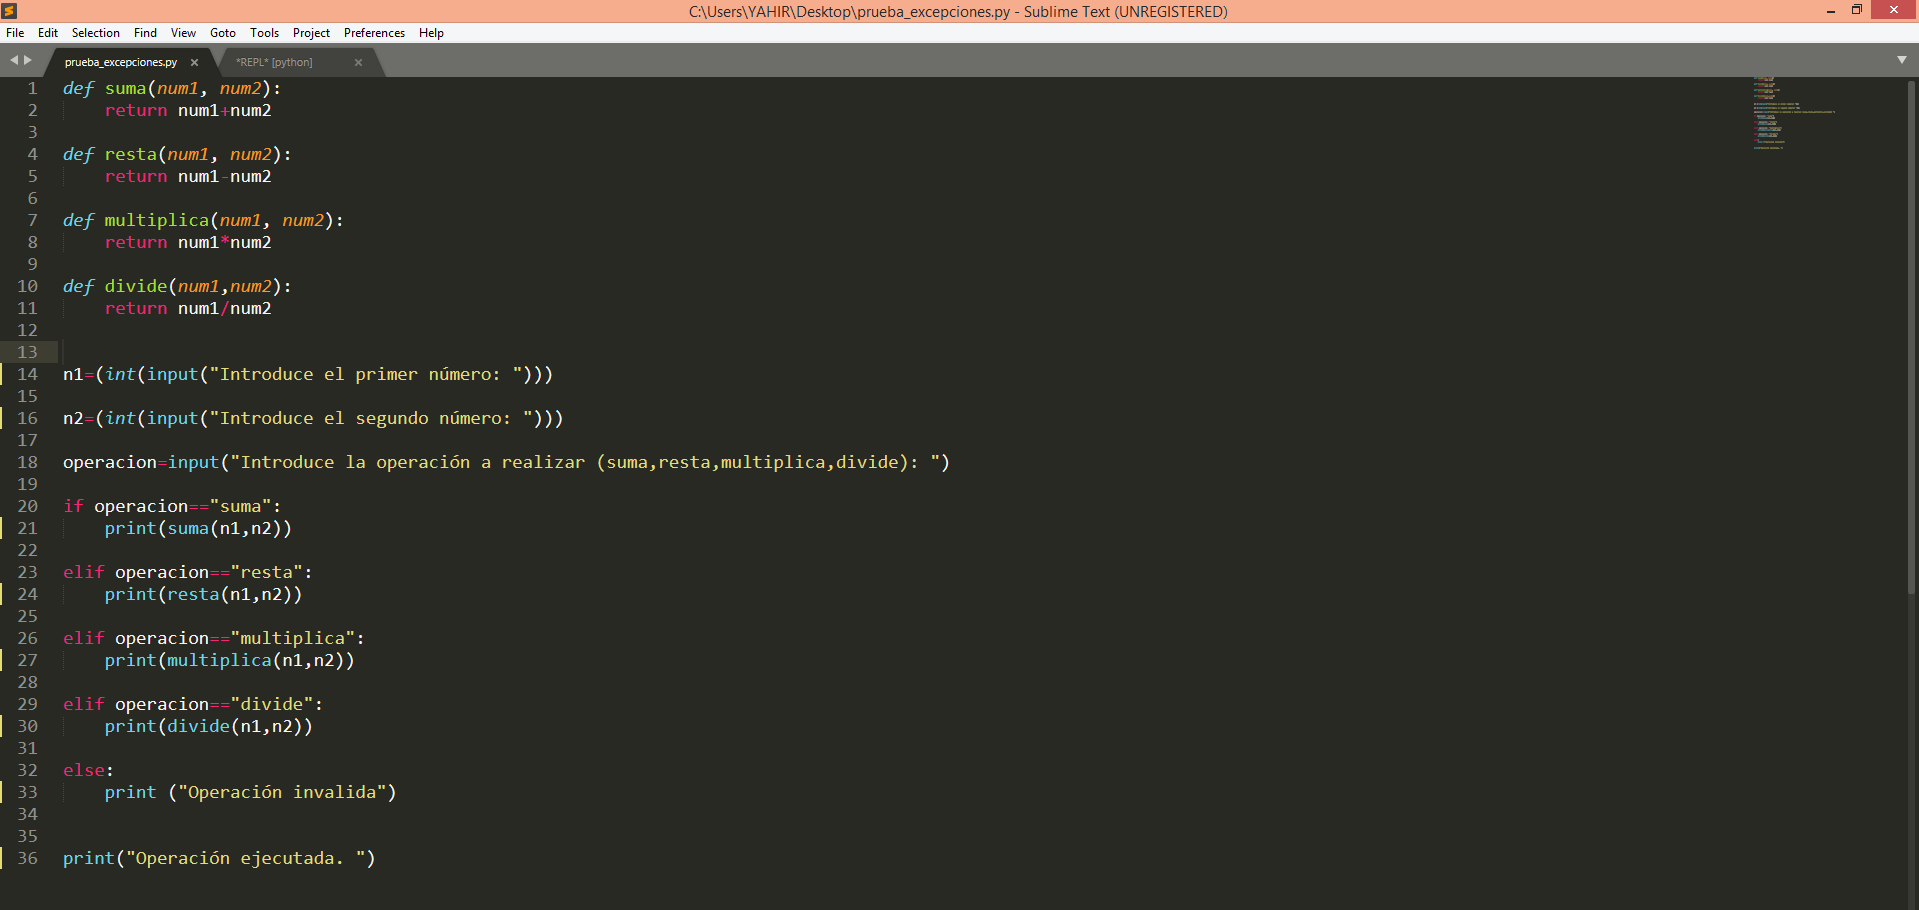 C:\Users\YAHIR\Desktop\prueba_excepciones.py - Sublime Text (UNREGISTERED)
File Edit Selection Find View Goto Tools Project Preferences Help
prueba_excepciones.py × *REPL* [python] ×
1 def suma(num1, num2):
2 return num1+num2
3
4 def resta(num1, num2):
5 return num1-num2
6
7 def multiplica(num1, num2):
8 return num1*num2
9
10 def divide(num1,num2):
11 return num1/num2
12
13
14 n1=(int(input("Introduce el primer número: ")))
15
16 n2=(int(input("Introduce el segundo número: ")))
17
18 operacion=input("Introduce la operación a realizar (suma,resta,multiplica,divide): ")
19
20 if operacion=="suma":
21 print(suma(n1,n2))
22
23 elif operacion=="resta":
24 print(resta(n1,n2))
25
26 elif operacion=="multiplica":
27 print(multiplica(n1,n2))
28
29 elif operacion=="divide":
30 print(divide(n1,n2))
31
32 else:
33 print ("Operación invalida")
34
35
36 print("Operación ejecutada. ")